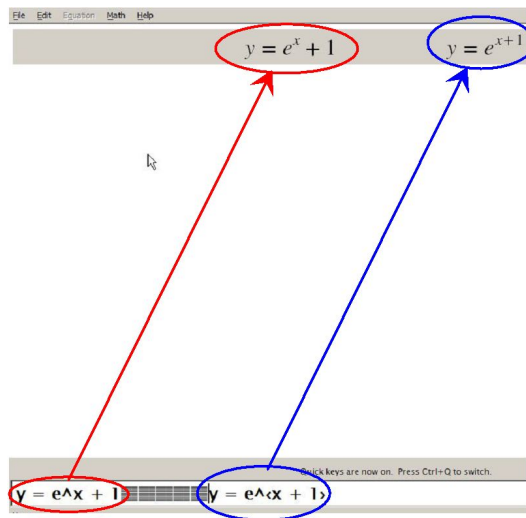 File Edit Equation Math Help
y = e^x + 1 y = e^{x+1}
Quick keys are now on. Press Ctrl+Q to switch.
y = e^x + 1 y = e^‹x + 1›